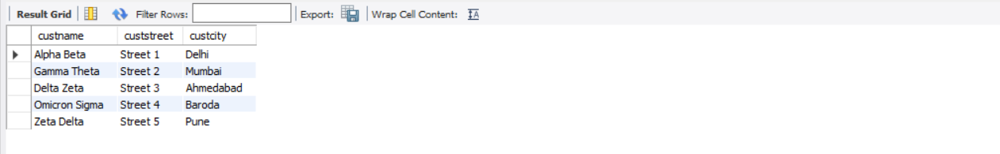 Result Grid Filter Rows: Export: Wrap Cell Content: IA
custname custstreet custcity
Alpha Beta Street 1 Delhi
Gamma Theta Street 2 Mumbai
Delta Zeta Street 3 Ahmedabad
Omicron Sigma Street 4 Baroda
Zeta Delta Street 5 Pune